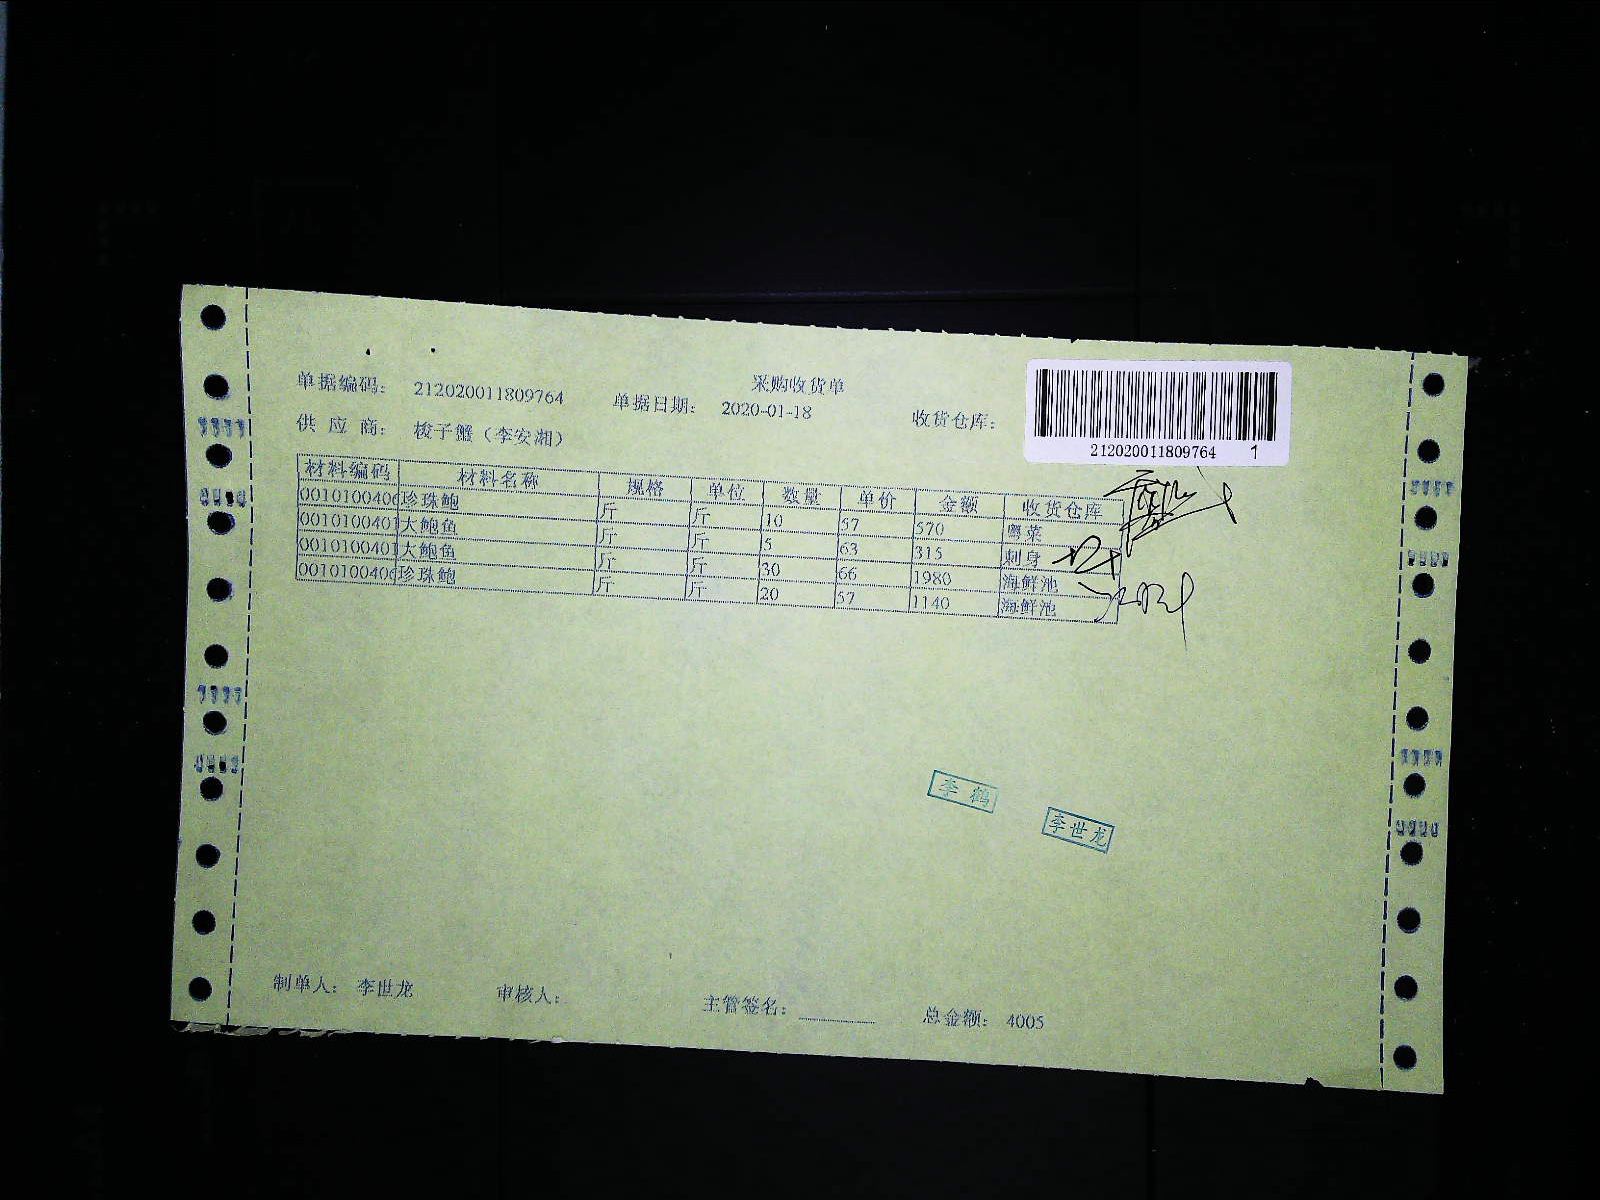 采购收货单
单据编码： 212020011809764 单据日期： 2020-01-18 收货仓库：
212020011809764 1
供 应 商： 梭子蟹（李安湘）
材料编码 材料名称 规格 单位 数量 单价 金额 收货仓库
0010100406 珍珠鲍 斤 斤 10 57 570 粤菜
0010100401 大鲍鱼 斤 斤 5 63 315 刺身
0010100401 大鲍鱼 斤 斤 30 66 1980 海鲜池
0010100406 珍珠鲍 斤 斤 20 57 1140 海鲜池
李 鹤
李世龙
制单人： 李世龙 审核人： 主管签名： 总金额： 4005